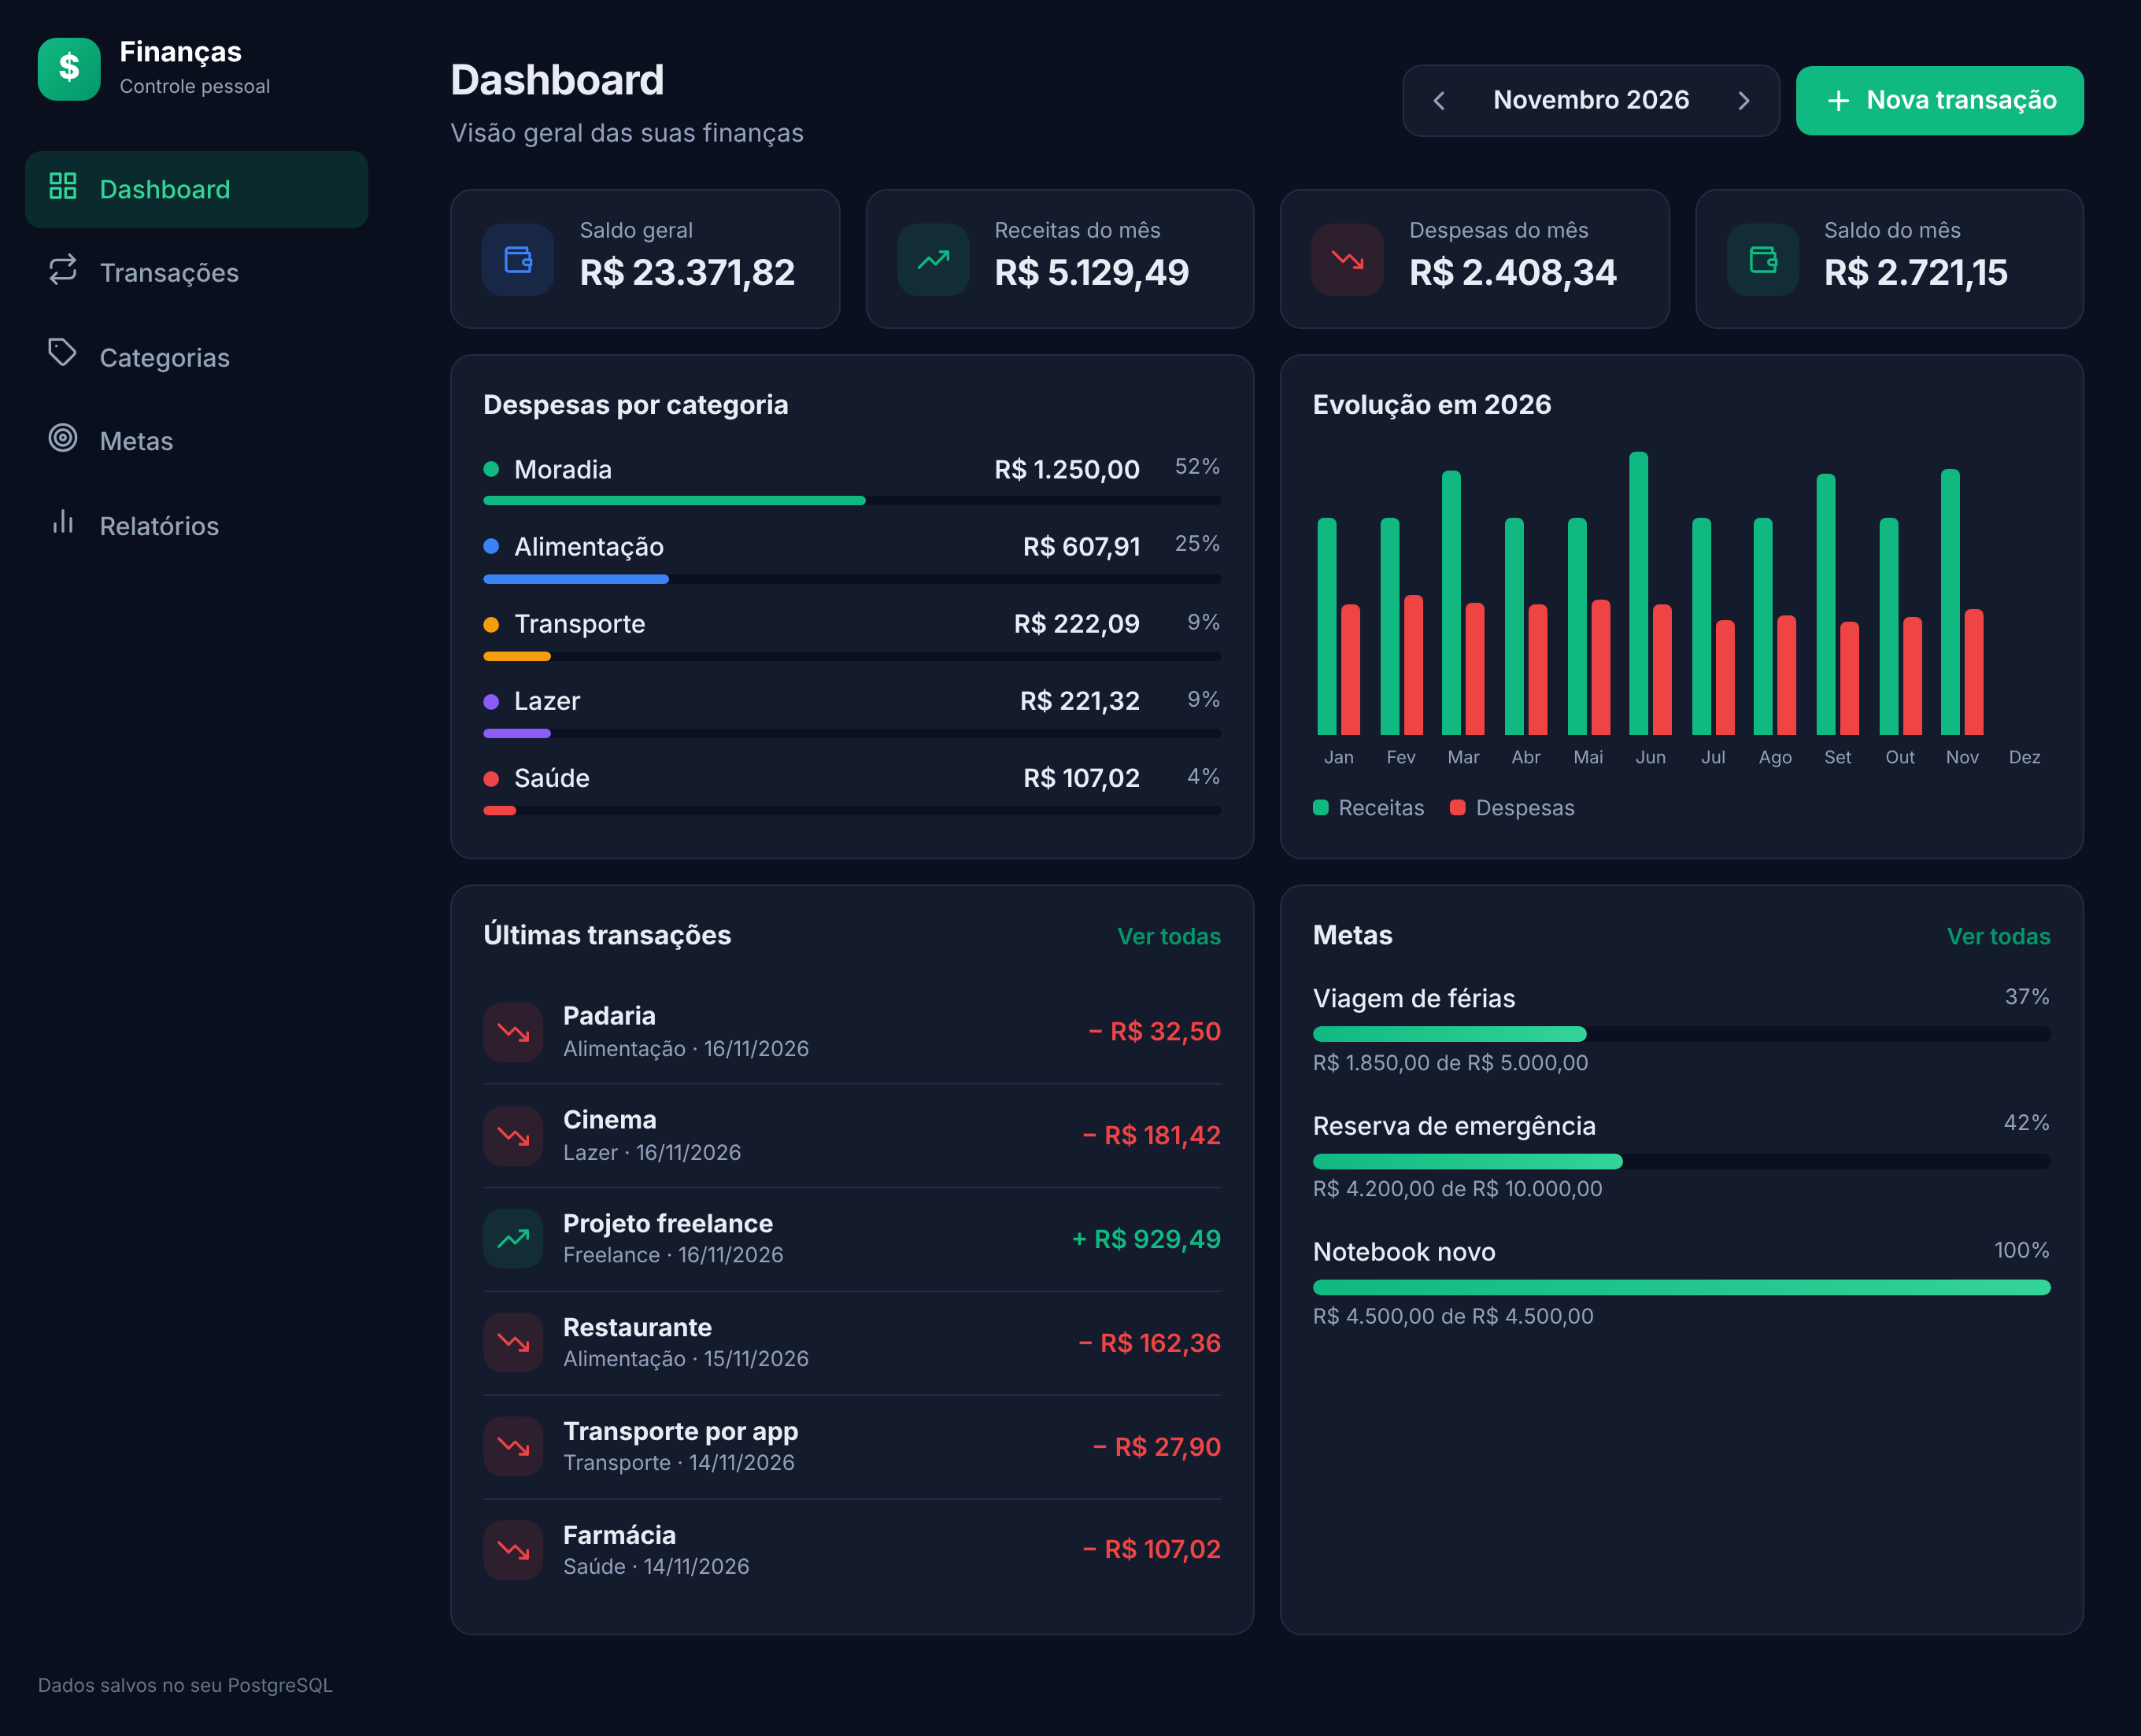 $
Finanças
Controle pessoal
Dashboard
Transações
Categorias
Metas
Relatórios
Dados salvos no seu PostgreSQL
Dashboard
Visão geral das suas finanças
Novembro 2026
+ Nova transação
Saldo geral
R$ 23.371,82
Receitas do mês
R$ 5.129,49
Despesas do mês
R$ 2.408,34
Saldo do mês
R$ 2.721,15
Despesas por categoria
Moradia R$ 1.250,00 52%
Alimentação R$ 607,91 25%
Transporte R$ 222,09 9%
Lazer R$ 221,32 9%
Saúde R$ 107,02 4%
Evolução em 2026
Jan Fev Mar Abr Mai Jun Jul Ago Set Out Nov Dez
Receitas Despesas
Últimas transações Ver todas
Padaria
Alimentação · 16/11/2026
− R$ 32,50
Cinema
Lazer · 16/11/2026
− R$ 181,42
Projeto freelance
Freelance · 16/11/2026
+ R$ 929,49
Restaurante
Alimentação · 15/11/2026
− R$ 162,36
Transporte por app
Transporte · 14/11/2026
− R$ 27,90
Farmácia
Saúde · 14/11/2026
− R$ 107,02
Metas Ver todas
Viagem de férias 37%
R$ 1.850,00 de R$ 5.000,00
Reserva de emergência 42%
R$ 4.200,00 de R$ 10.000,00
Notebook novo 100%
R$ 4.500,00 de R$ 4.500,00